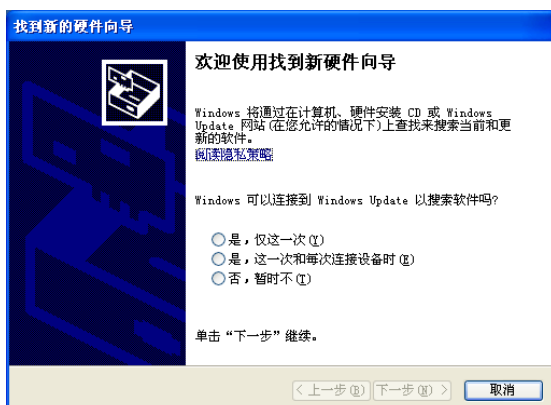 找到新的硬件向导
欢迎使用找到新硬件向导
Windows 将通过在计算机、硬件安装 CD 或 Windows
Update 网站(在您允许的情况下)上查找来搜索当前和更
新的软件。
阅读隐私策略
Windows 可以连接到 Windows Update 以搜索软件吗?
是，仅这一次(Y)
是，这一次和每次连接设备时(E)
否，暂时不(T)
单击“下一步”继续。
<上一步(B) 下一步(N)> 取消